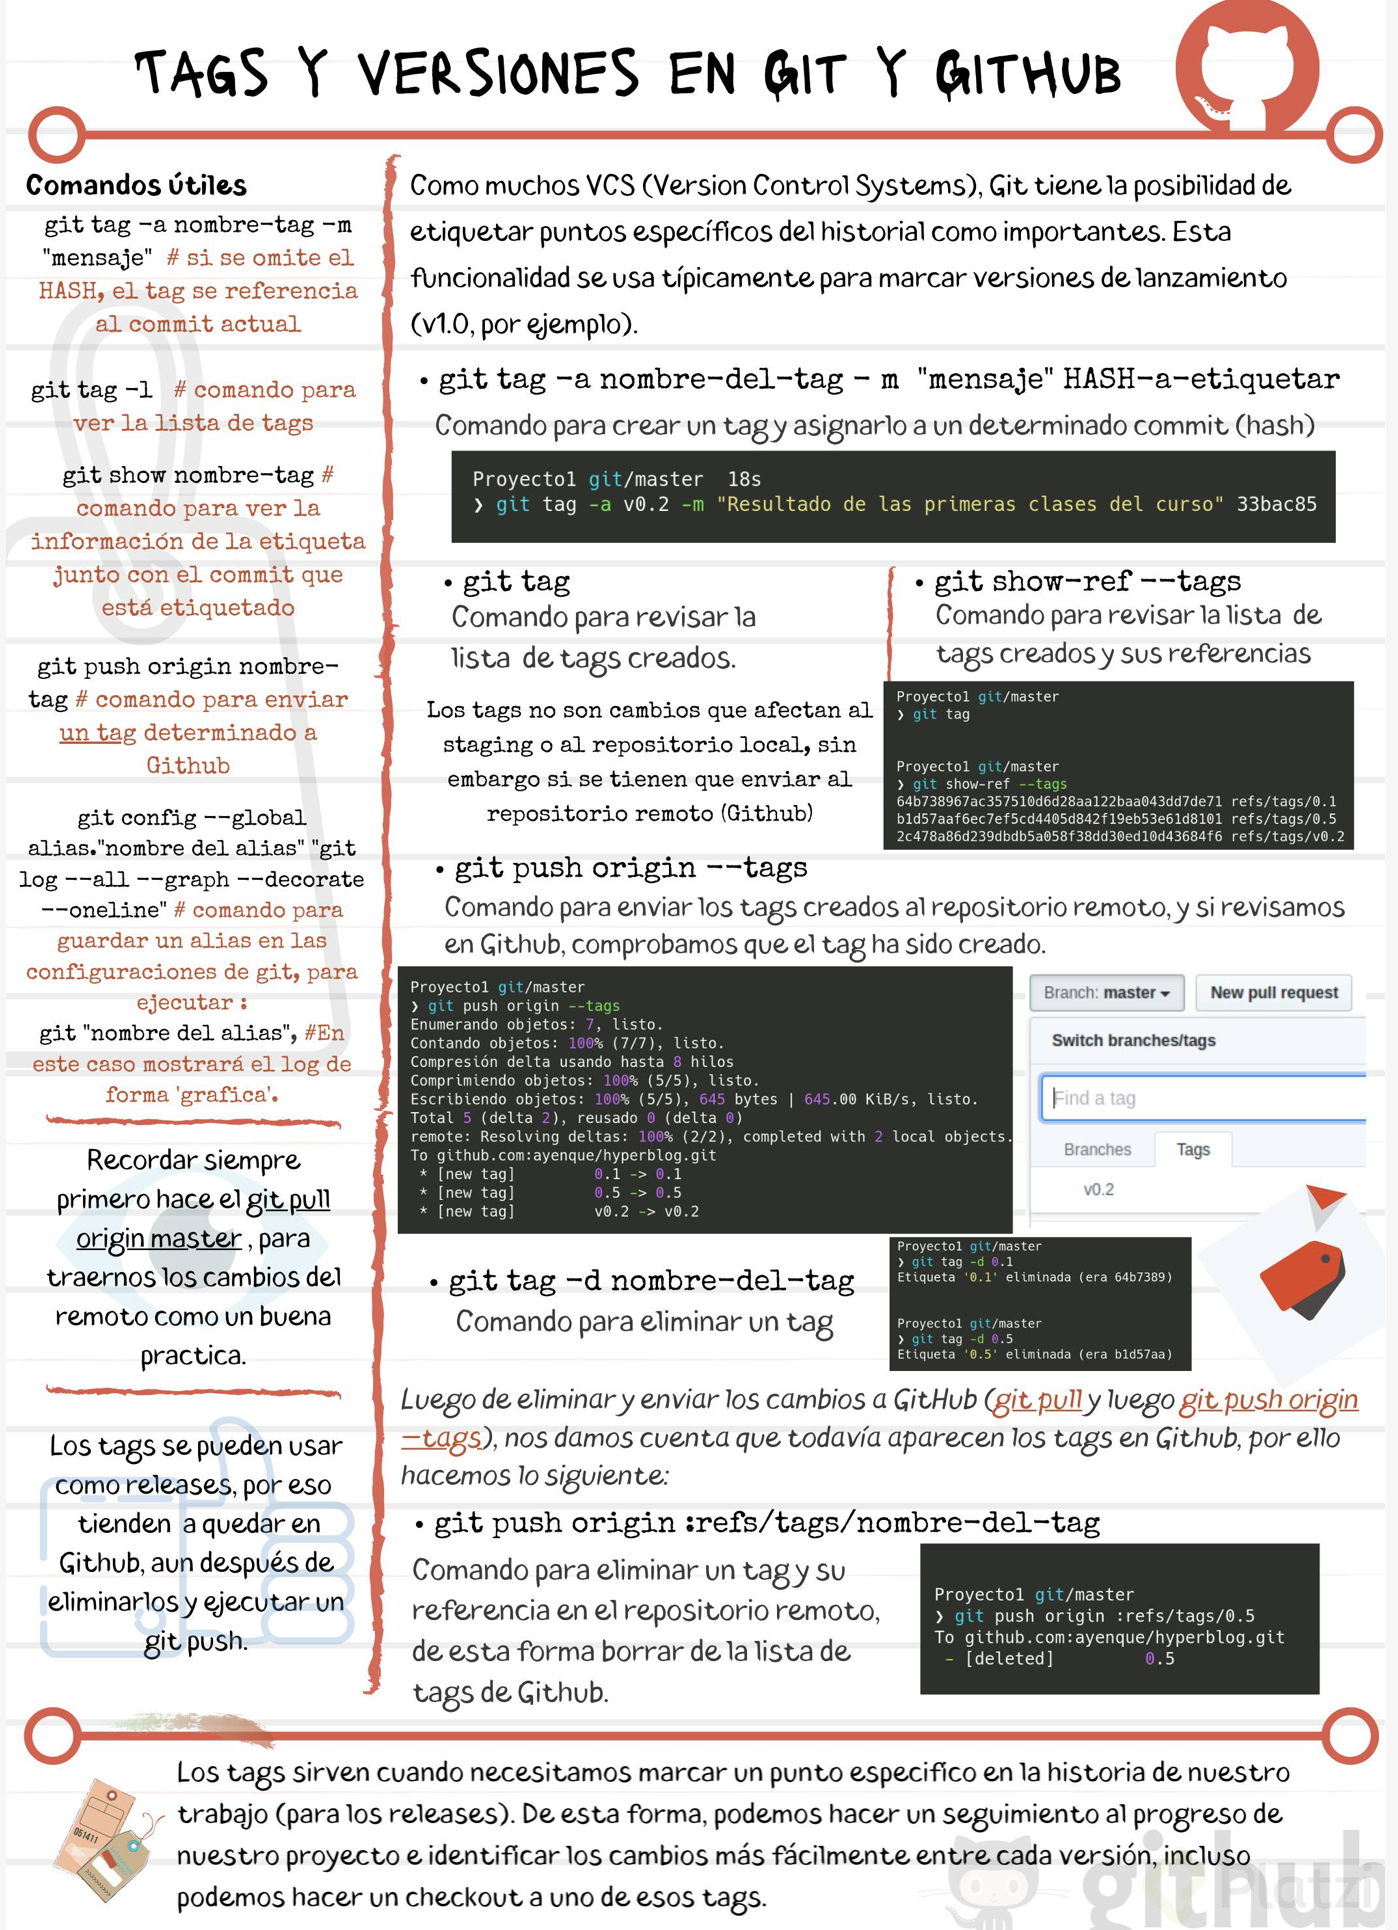 TAGS Y VERSIONES EN GIT Y GITHUB
Comandos útiles
git tag -a nombre-tag -m
"mensaje" # si se omite el
HASH, el tag se referencia
al commit actual
git tag -l # comando para
ver la lista de tags
git show nombre-tag #
comando para ver la
información de la etiqueta
junto con el commit que
está etiquetado
git push origin nombre-
tag # comando para enviar
un tag determinado a
Github
git config --global
alias."nombre del alias" "git
log --all --graph --decorate
--oneline" # comando para
guardar un alias en las
configuraciones de git, para
ejecutar :
git "nombre del alias", #En
este caso mostrará el log de
forma 'grafica'.
Recordar siempre
primero hace el git pull
origin master , para
traernos los cambios del
remoto como un buena
practica.
Los tags se pueden usar
como releases, por eso
tienden a quedar en
Github, aun después de
eliminarlos y ejecutar un
git push.
Como muchos VCS (Version Control Systems), Git tiene la posibilidad de
etiquetar puntos específicos del historial como importantes. Esta
funcionalidad se usa típicamente para marcar versiones de lanzamiento
(v1.0, por ejemplo).
• git tag -a nombre-del-tag - m "mensaje" HASH-a-etiquetar
Comando para crear un tag y asignarlo a un determinado commit (hash)
Proyecto1 git/master 18s
❯ git tag -a v0.2 -m "Resultado de las primeras clases del curso" 33bac85
• git tag
Comando para revisar la
lista de tags creados.
Los tags no son cambios que afectan al
staging o al repositorio local, sin
embargo si se tienen que enviar al
repositorio remoto (Github)
• git show-ref --tags
Comando para revisar la lista de
tags creados y sus referencias
Proyecto1 git/master
❯ git tag
Proyecto1 git/master
❯ git show-ref --tags
64b738967ac357510d6d28aa122baa043dd7de71 refs/tags/0.1
b1d57aaf6ec7ef5cd4405d842f19eb53e61d8101 refs/tags/0.5
2c478a86d239dbdb5a058f38dd30ed10d43684f6 refs/tags/v0.2
• git push origin --tags
Comando para enviar los tags creados al repositorio remoto, y si revisamos
en Github, comprobamos que el tag ha sido creado.
Proyecto1 git/master
❯ git push origin --tags
Enumerando objetos: 7, listo.
Contando objetos: 100% (7/7), listo.
Compresión delta usando hasta 8 hilos
Comprimiendo objetos: 100% (5/5), listo.
Escribiendo objetos: 100% (5/5), 645 bytes | 645.00 KiB/s, listo.
Total 5 (delta 2), reusado 0 (delta 0)
remote: Resolving deltas: 100% (2/2), completed with 2 local objects.
To github.com:ayenque/hyperblog.git
* [new tag] 0.1 -> 0.1
* [new tag] 0.5 -> 0.5
* [new tag] v0.2 -> v0.2
Branch: master New pull request
Switch branches/tags
Find a tag
Branches Tags
v0.2
• git tag -d nombre-del-tag
Comando para eliminar un tag
Proyecto1 git/master
❯ git tag -d 0.1
Etiqueta '0.1' eliminada (era 64b7389)
Proyecto1 git/master
❯ git tag -d 0.5
Etiqueta '0.5' eliminada (era b1d57aa)
Luego de eliminar y enviar los cambios a GitHub (git pull y luego git push origin
—tags), nos damos cuenta que todavía aparecen los tags en Github, por ello
hacemos lo siguiente:
• git push origin :refs/tags/nombre-del-tag
Comando para eliminar un tag y su
referencia en el repositorio remoto,
de esta forma borrar de la lista de
tags de Github.
Proyecto1 git/master
❯ git push origin :refs/tags/0.5
To github.com:ayenque/hyperblog.git
- [deleted] 0.5
051411
Los tags sirven cuando necesitamos marcar un punto especifico en la historia de nuestro
trabajo (para los releases). De esta forma, podemos hacer un seguimiento al progreso de
nuestro proyecto e identificar los cambios más fácilmente entre cada versión, incluso
podemos hacer un checkout a uno de esos tags.
github
Platzi